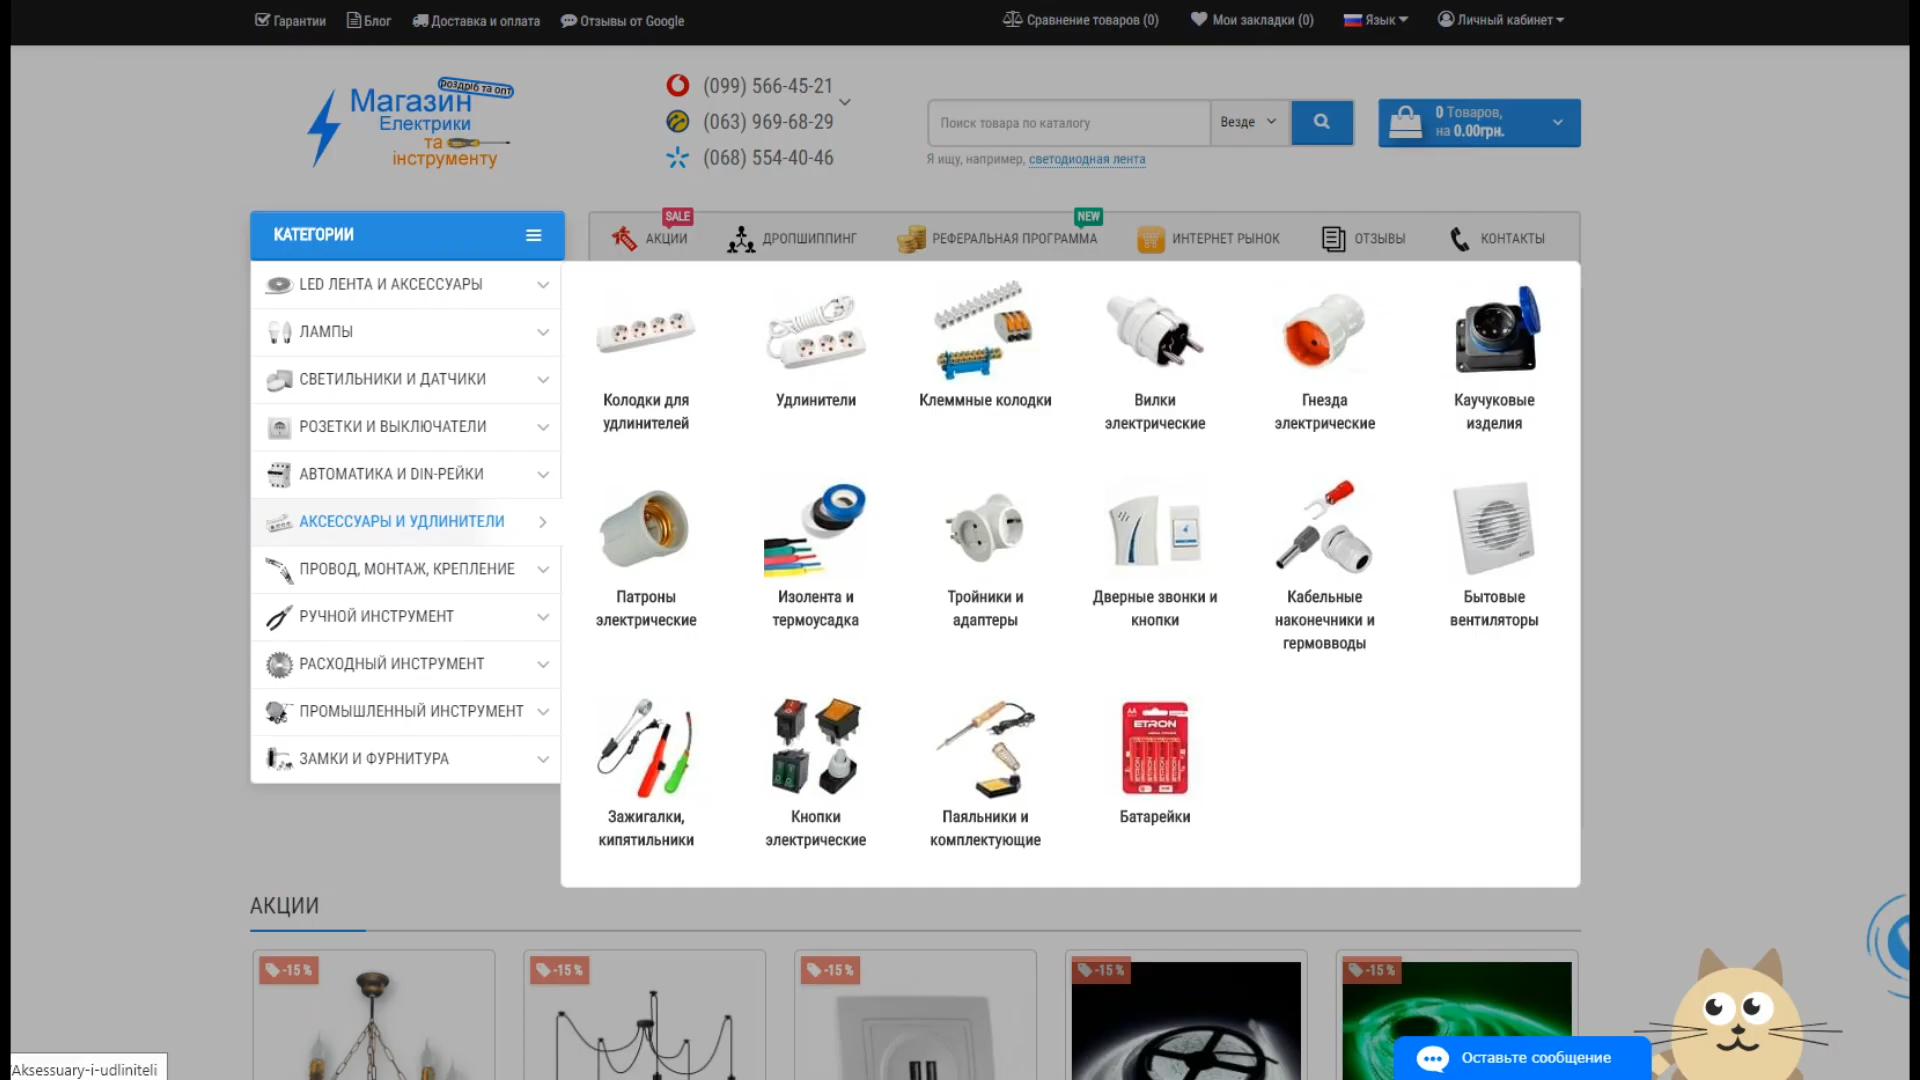 Гарантии
Блог
Доставка и оплата
Отзывы от Google
Сравнение товаров (0)
Мои закладки (0)
Язык
Личный кабинет
роздріб та опт
Магазин
Електрики
та
інструменту
(099) 566-45-21
(063) 969-68-29
(068) 554-40-46
Поиск товара по каталогу
Везде
Я ищу, например, светодиодная лента
0 Товаров,
на 0.00грн.
КАТЕГОРИИ
SALE
АКЦИИ
ДРОПШИППИНГ
NEW
РЕФЕРАЛЬНАЯ ПРОГРАММА
ИНТЕРНЕТ РЫНОК
ОТЗЫВЫ
КОНТАКТЫ
LED ЛЕНТА И АКСЕССУАРЫ
ЛАМПЫ
СВЕТИЛЬНИКИ И ДАТЧИКИ
РОЗЕТКИ И ВЫКЛЮЧАТЕЛИ
АВТОМАТИКА И DIN-РЕЙКИ
АКСЕССУАРЫ И УДЛИНИТЕЛИ
ПРОВОД, МОНТАЖ, КРЕПЛЕНИЕ
РУЧНОЙ ИНСТРУМЕНТ
РАСХОДНЫЙ ИНСТРУМЕНТ
ПРОМЫШЛЕННЫЙ ИНСТРУМЕНТ
ЗАМКИ И ФУРНИТУРА
Колодки для
удлинителей
Удлинители
Клеммные колодки
Вилки
электрические
Гнезда
электрические
Каучуковые
изделия
Патроны
электрические
Изолента и
термоусадка
Тройники и
адаптеры
Дверные звонки и
кнопки
Кабельные
наконечники и
гермовводы
Бытовые
вентиляторы
Зажигалки,
кипятильники
Кнопки
электрические
Паяльники и
комплектующие
AA
ETRON
Батарейки
АКЦИИ
-15 %
-15 %
-15 %
-15 %
-15 %
Оставьте сообщение
/Aksessuary-i-udliniteli